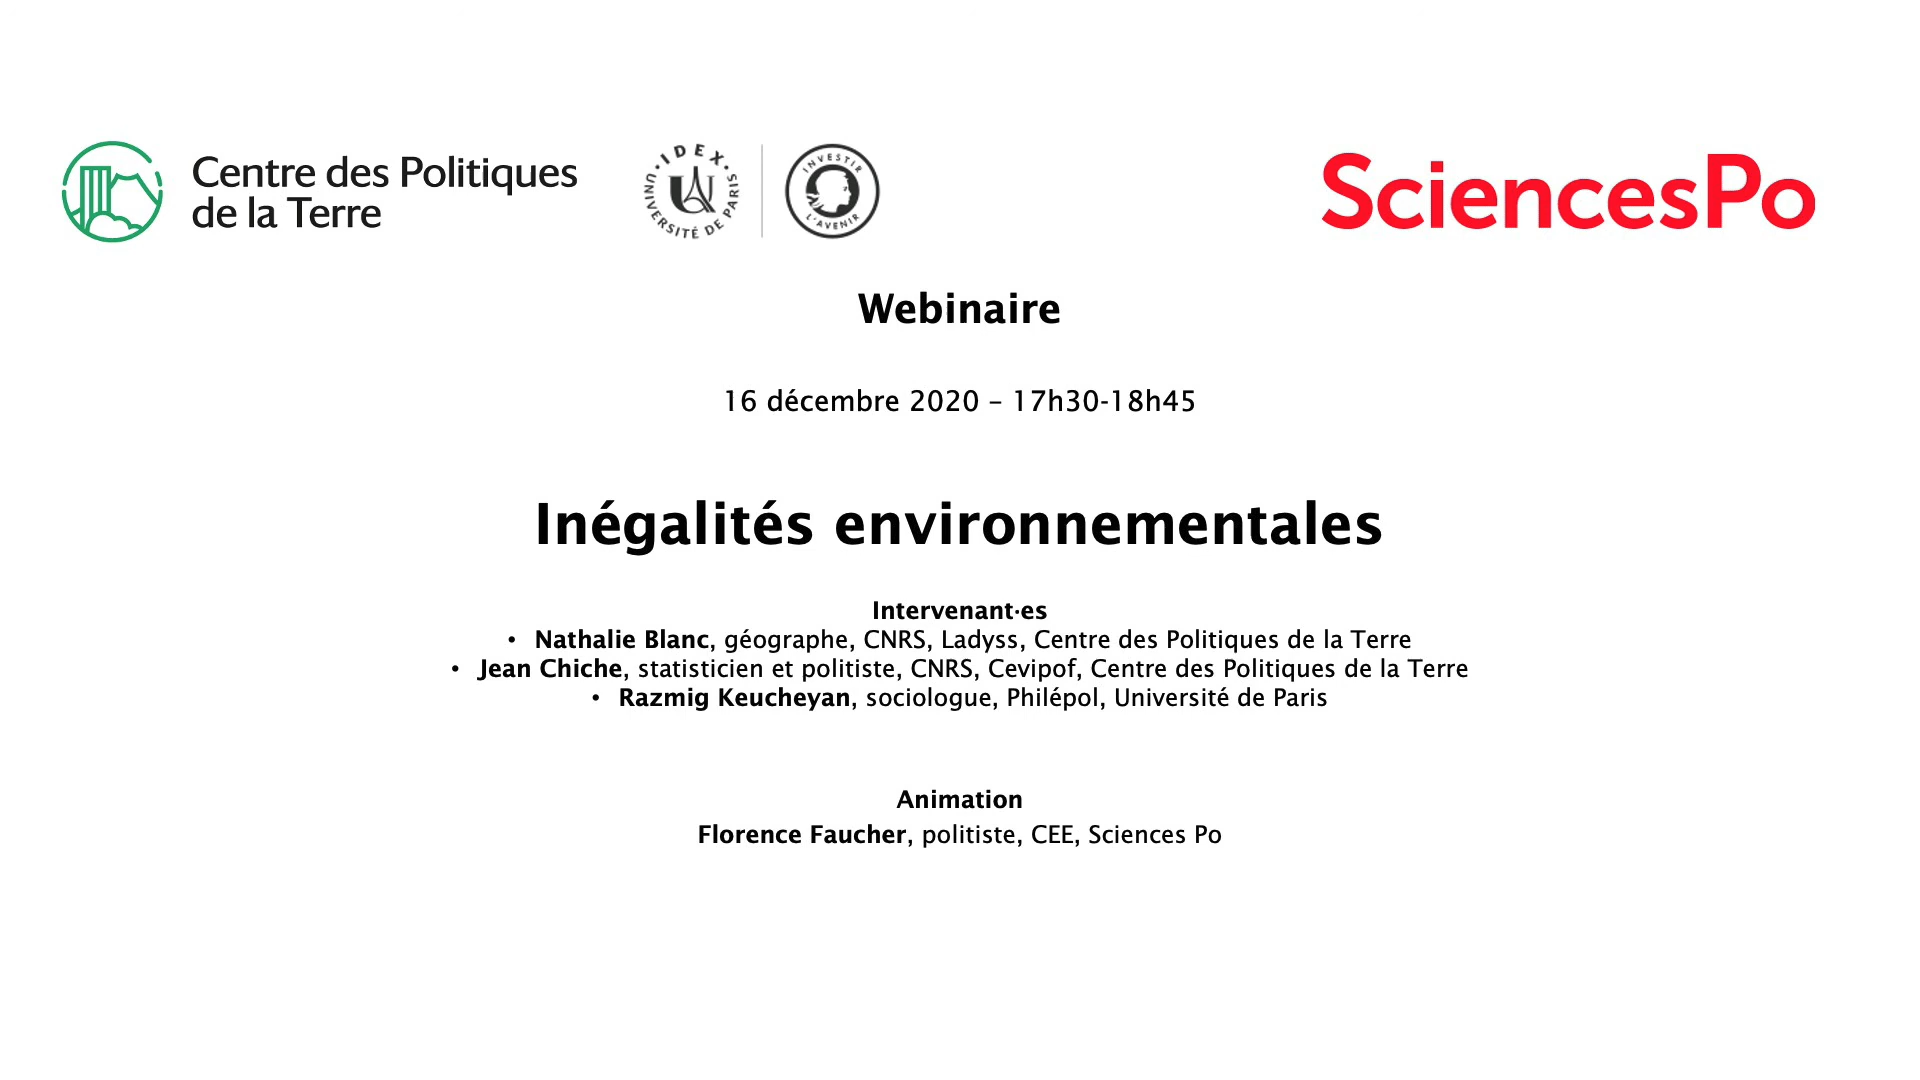 Centre des Politiques
de la Terre
IDEX
UNIVERSITÉ DE PARIS
INVESTIR
L'AVENIR
SciencesPo
Webinaire
16 décembre 2020 – 17h30-18h45
Inégalités environnementales
Intervenant·es
• Nathalie Blanc, géographe, CNRS, Ladyss, Centre des Politiques de la Terre
• Jean Chiche, statisticien et politiste, CNRS, Cevipof, Centre des Politiques de la Terre
• Razmig Keucheyan, sociologue, Philépol, Université de Paris
Animation
Florence Faucher, politiste, CEE, Sciences Po